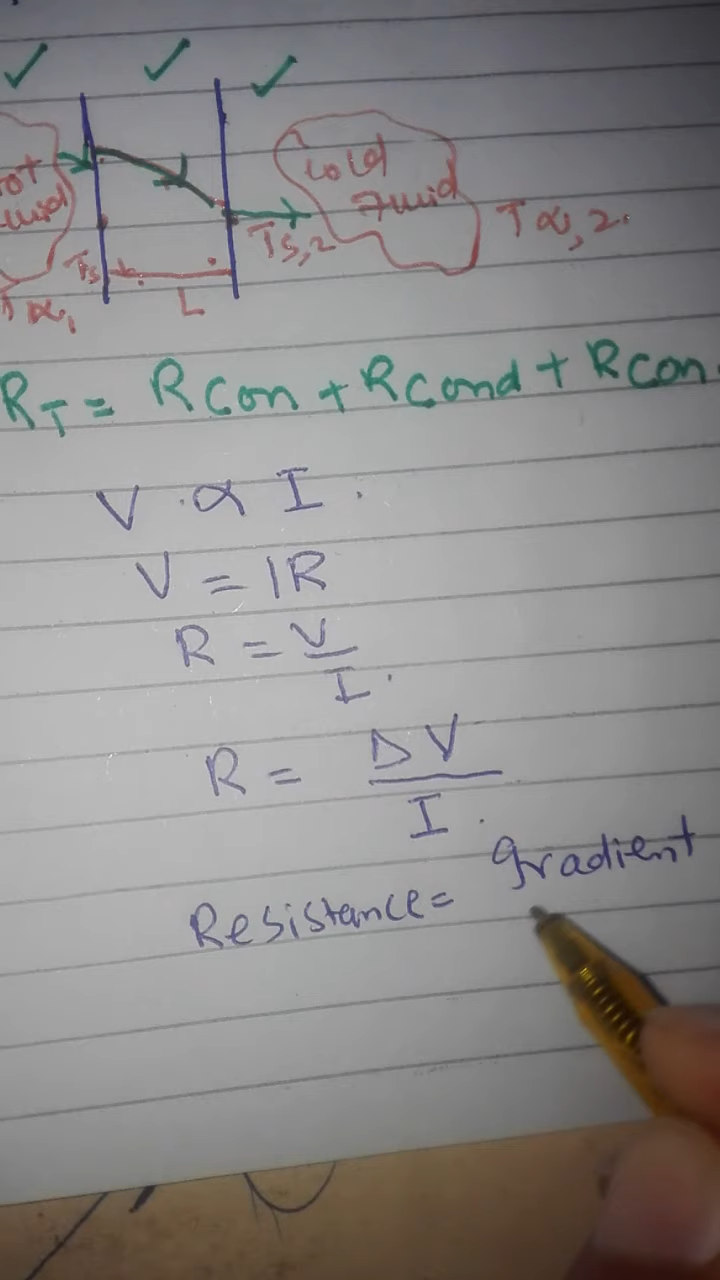 cold
Fluid
Ts,2
T∝,2.
Ts
L
∝,
RT = Rcon + Rcond + Rcon.
V ∝ I.
V = IR
R = V/I.
R = ΔV/I.
Resistance = gradient